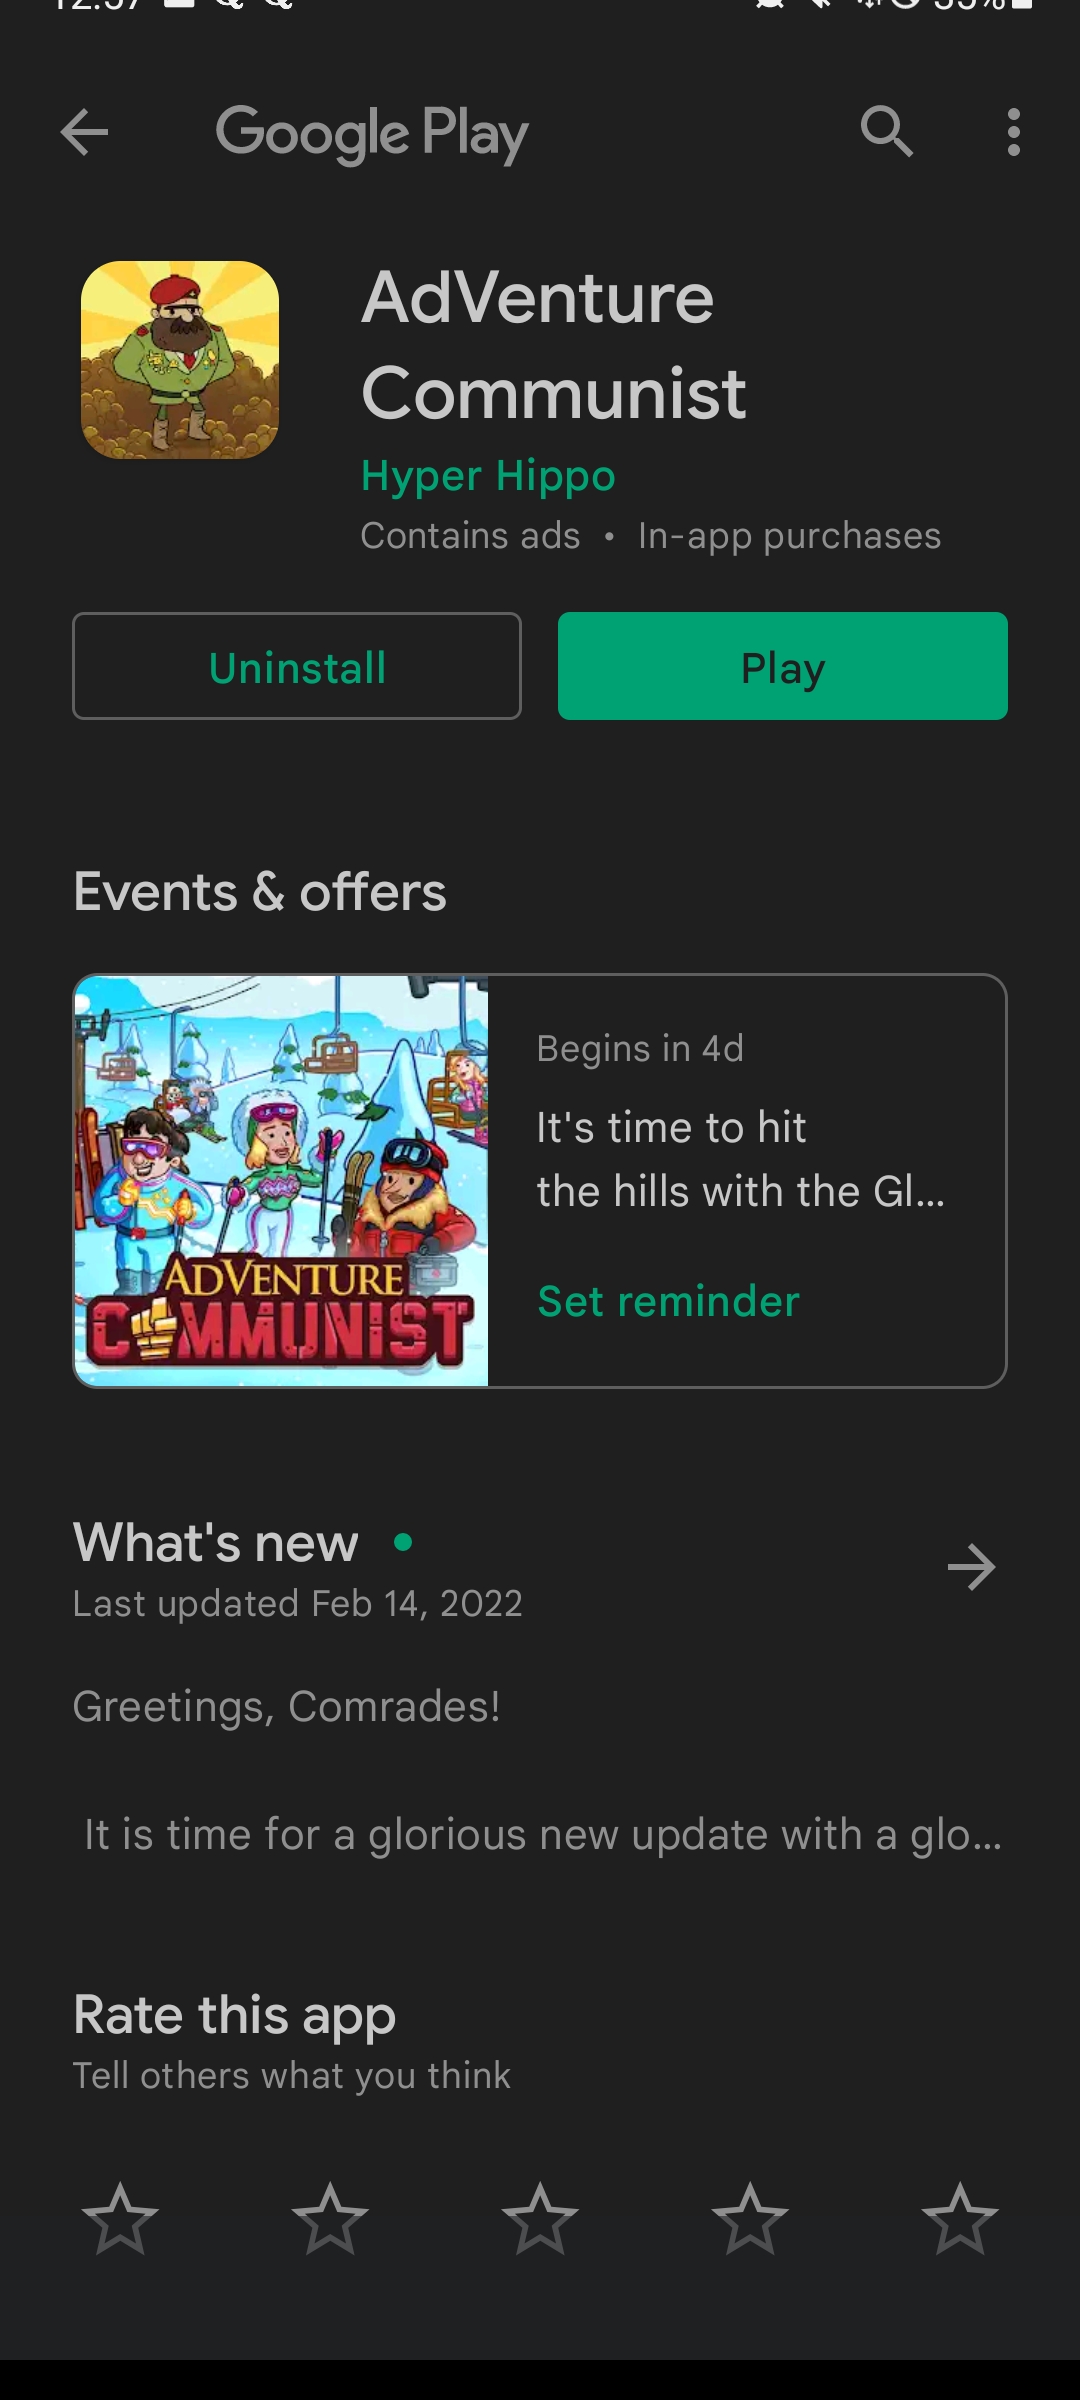 Google Play
AdVenture
Communist
Hyper Hippo
Contains ads • In-app purchases
Uninstall
Play
Events & offers
Begins in 4d
It's time to hit
the hills with the Gl...
ADVENTURE
COMMUNIST
Set reminder
What's new
Last updated Feb 14, 2022
Greetings, Comrades!
It is time for a glorious new update with a glo...
Rate this app
Tell others what you think